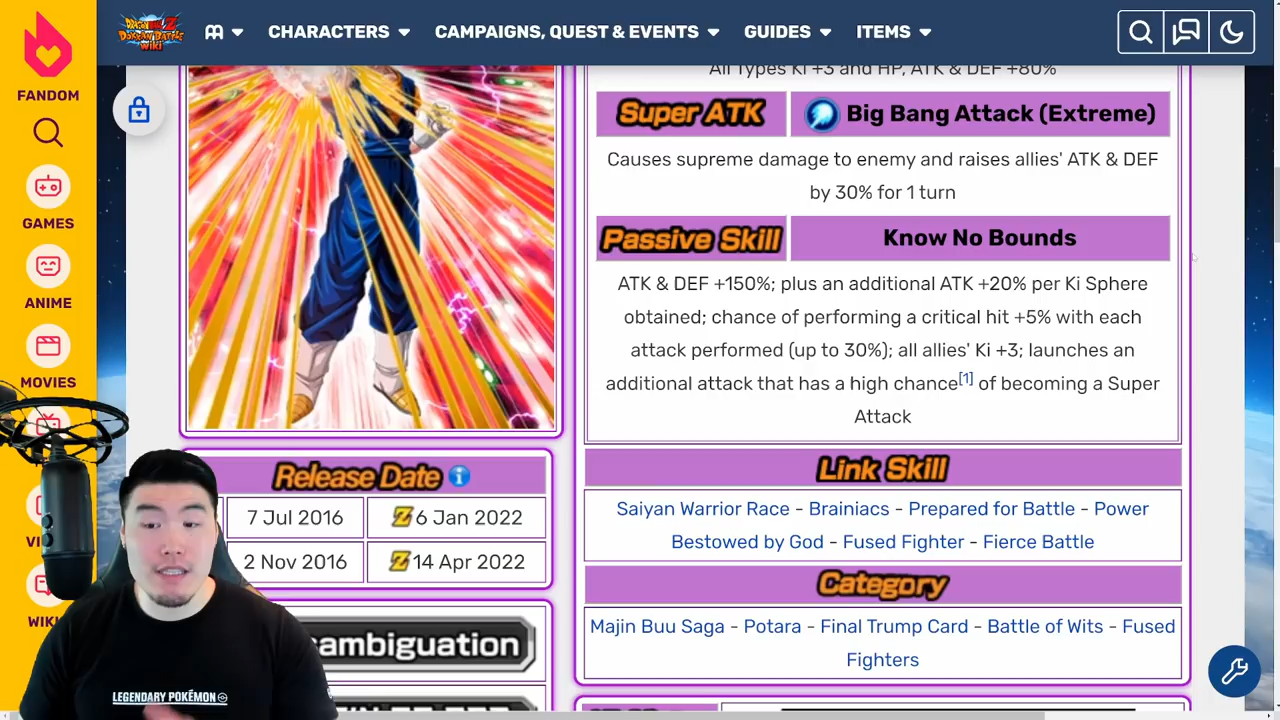 DRAGON BALL Z
DOKKAN BATTLE
WIKI
CHARACTERS
CAMPAIGNS, QUEST & EVENTS
GUIDES
ITEMS
FANDOM
GAMES
ANIME
MOVIES
WIKI
All Types Ki +3 and HP, ATK & DEF +80%
Super ATK
Big Bang Attack (Extreme)
Causes supreme damage to enemy and raises allies' ATK & DEF
by 30% for 1 turn
Passive Skill
Know No Bounds
ATK & DEF +150%; plus an additional ATK +20% per Ki Sphere
obtained; chance of performing a critical hit +5% with each
attack performed (up to 30%); all allies' Ki +3; launches an
additional attack that has a high chance[1] of becoming a Super
Attack
Link Skill
Saiyan Warrior Race - Brainiacs - Prepared for Battle - Power
Bestowed by God - Fused Fighter - Fierce Battle
Category
Majin Buu Saga - Potara - Final Trump Card - Battle of Wits - Fused
Fighters
Release Date
7 Jul 2016
Z 6 Jan 2022
2 Nov 2016
Z 14 Apr 2022
ambiguation
LEGENDARY POKÉMON